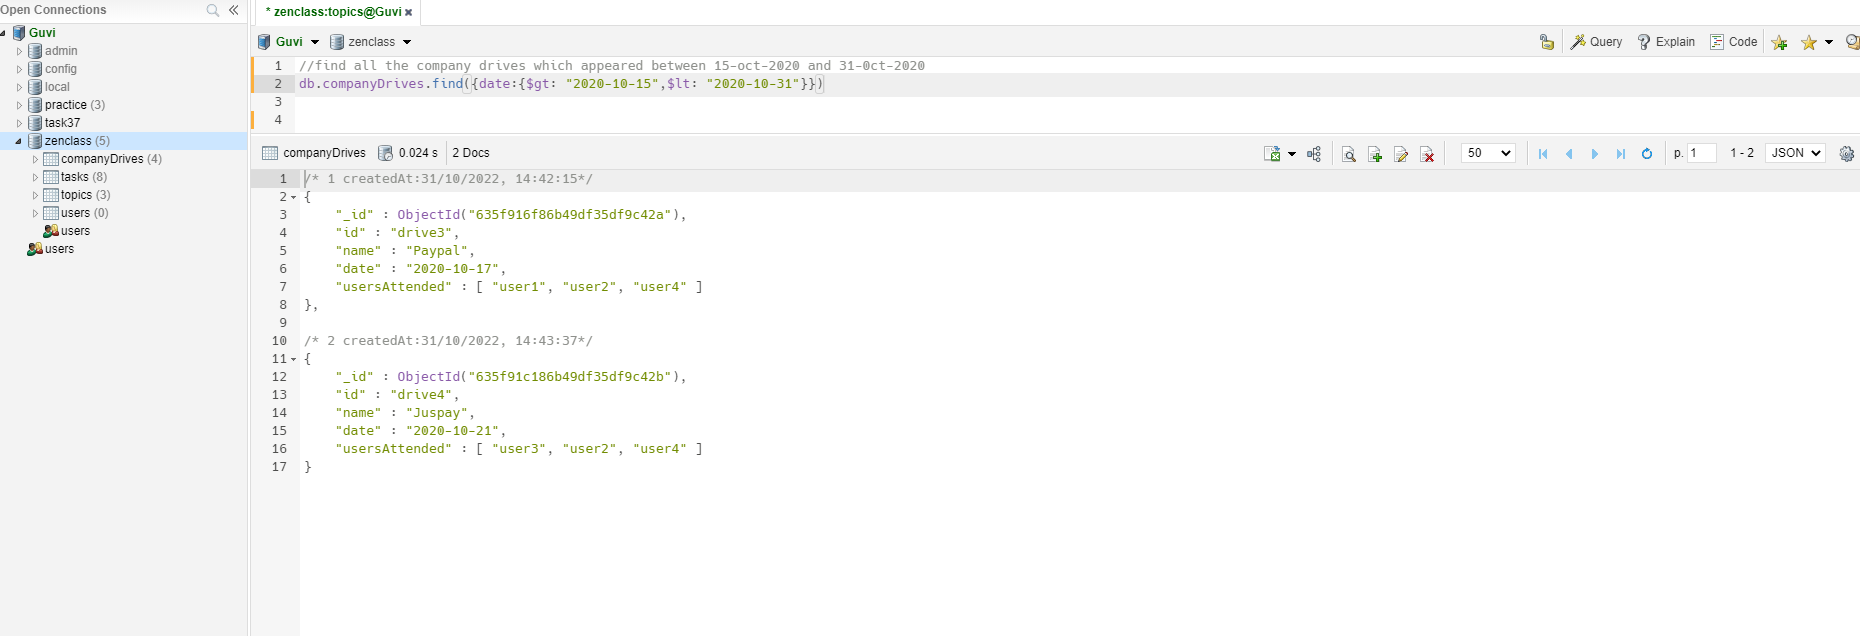 Open Connections
Guvi
admin
config
local
practice (3)
task37
zenclass (5)
companyDrives (4)
tasks (8)
topics (3)
users (0)
users
users
* zenclass:topics@Guvi
Guvi zenclass Query Explain Code
1 //find all the company drives which appeared between 15-oct-2020 and 31-0ct-2020
2 db.companyDrives.find({date:{$gt: "2020-10-15",$lt: "2020-10-31"}})
3
4
companyDrives 0.024 s 2 Docs 50 p. 1 1 - 2 JSON
1 /* 1 createdAt:31/10/2022, 14:42:15*/
2 {
3 "_id" : ObjectId("635f916f86b49df35df9c42a"),
4 "id" : "drive3",
5 "name" : "Paypal",
6 "date" : "2020-10-17",
7 "usersAttended" : [ "user1", "user2", "user4" ]
8 },
9
10 /* 2 createdAt:31/10/2022, 14:43:37*/
11 {
12 "_id" : ObjectId("635f91c186b49df35df9c42b"),
13 "id" : "drive4",
14 "name" : "Juspay",
15 "date" : "2020-10-21",
16 "usersAttended" : [ "user3", "user2", "user4" ]
17 }